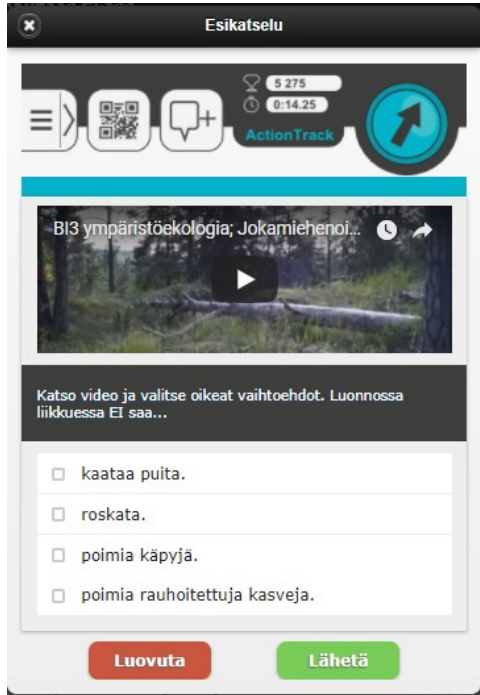 Esikatselu
5 275
0:14.25
ActionTrack
BI3 ympäristöekologia; Jokamiehenoi...
Katso video ja valitse oikeat vaihtoehdot. Luonnossa
liikkuessa EI saa...
kaataa puita.
roskata.
poimia käpyjä.
poimia rauhoitettuja kasveja.
Luovuta
Lähetä